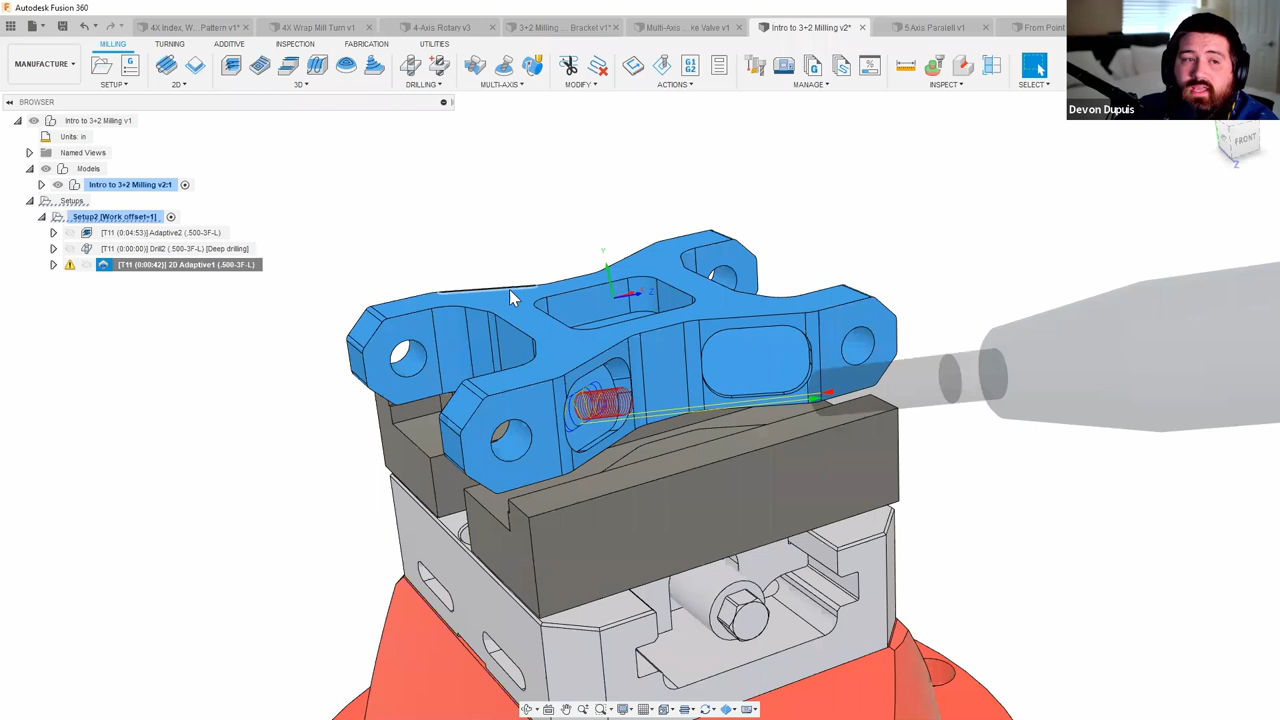 Autodesk Fusion 360
4X Index, W... Pattern v1*
4X Wrap Mill Turn v1
4-Axis Rotary v3
3+2 Milling ... Bracket v1*
Multi-Axis ... ke Valve v1
Intro to 3+2 Milling v2*
5 Axis Paralell v1
From Point
MILLING
TURNING
ADDITIVE
INSPECTION
FABRICATION
UTILITIES
MANUFACTURE
SETUP
2D
3D
DRILLING
MULTI-AXIS
MODIFY
ACTIONS
MANAGE
INSPECT
SELECT
G1
G2
BROWSER
Intro to 3+2 Milling v1
Units: in
Named Views
Models
Intro to 3+2 Milling v2:1
Setups
Setup2 [Work offset=1]
[T11 (0:04:53)] Adaptive2 (.500-3F-L)
[T11 (0:00:00)] Drill2 (.500-3F-L) [Deep drilling]
[T11 (0:00:42)] 2D Adaptive1 (.500-3F-L)
Devon Dupuis
FRONT
Z
Y
Z